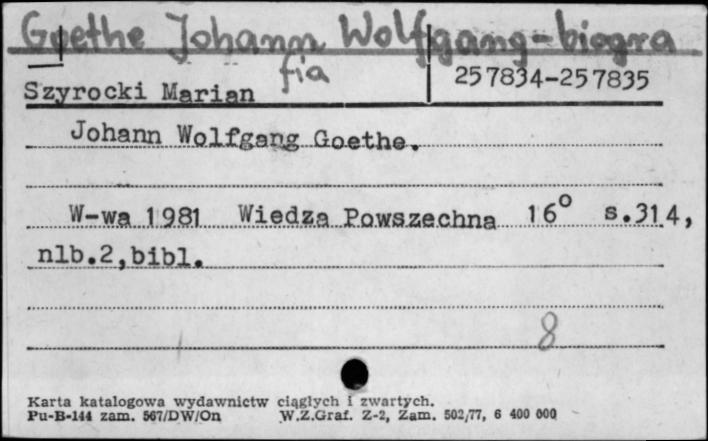 Goethe Johann Wolfgang-biogra
fia
Szyrocki Marian 257834-257835
Johann Wolfgang Goethe.
W-wa 1981 Wiedza Powszechna 16° s.314,
nlb.2,bibl.
8
Karta katalogowa wydawnictw ciągłych i zwartych.
Pu-B-144 zam. 567/DW/On W.Z.Graf. Z-2, Zam. 502/77, 6 400 000